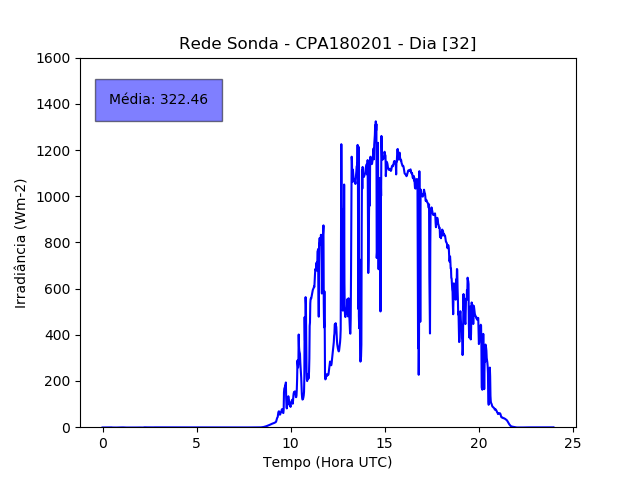 Rede Sonda - CPA180201 - Dia [32]
1600
1400
1200
1000
800
600
400
200
0
Irradiância (Wm-2)
Média: 322.46
0 5 10 15 20 25
Tempo (Hora UTC)